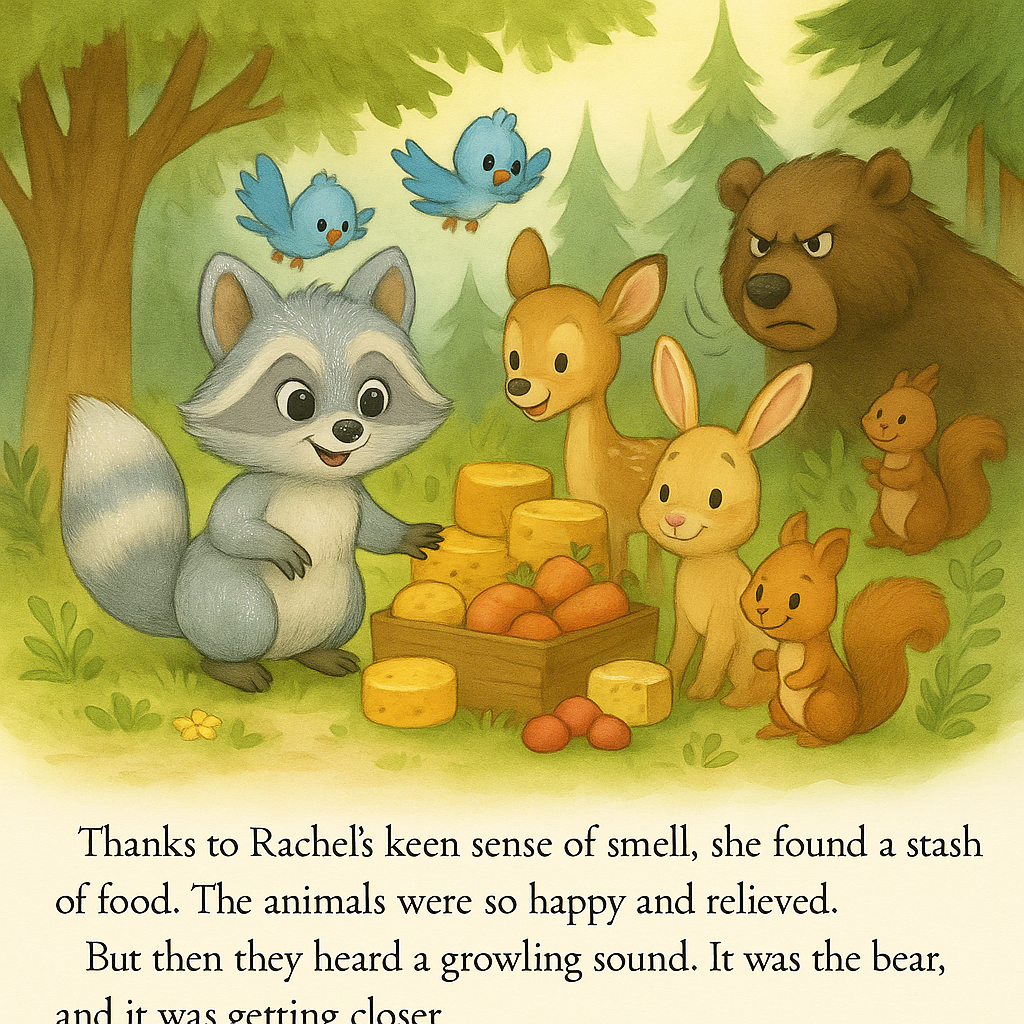 Thanks to Rachel's keen sense of smell, she found a stash
of food. The animals were so happy and relieved.
But then they heard a growling sound. It was the bear,
and it was getting closer